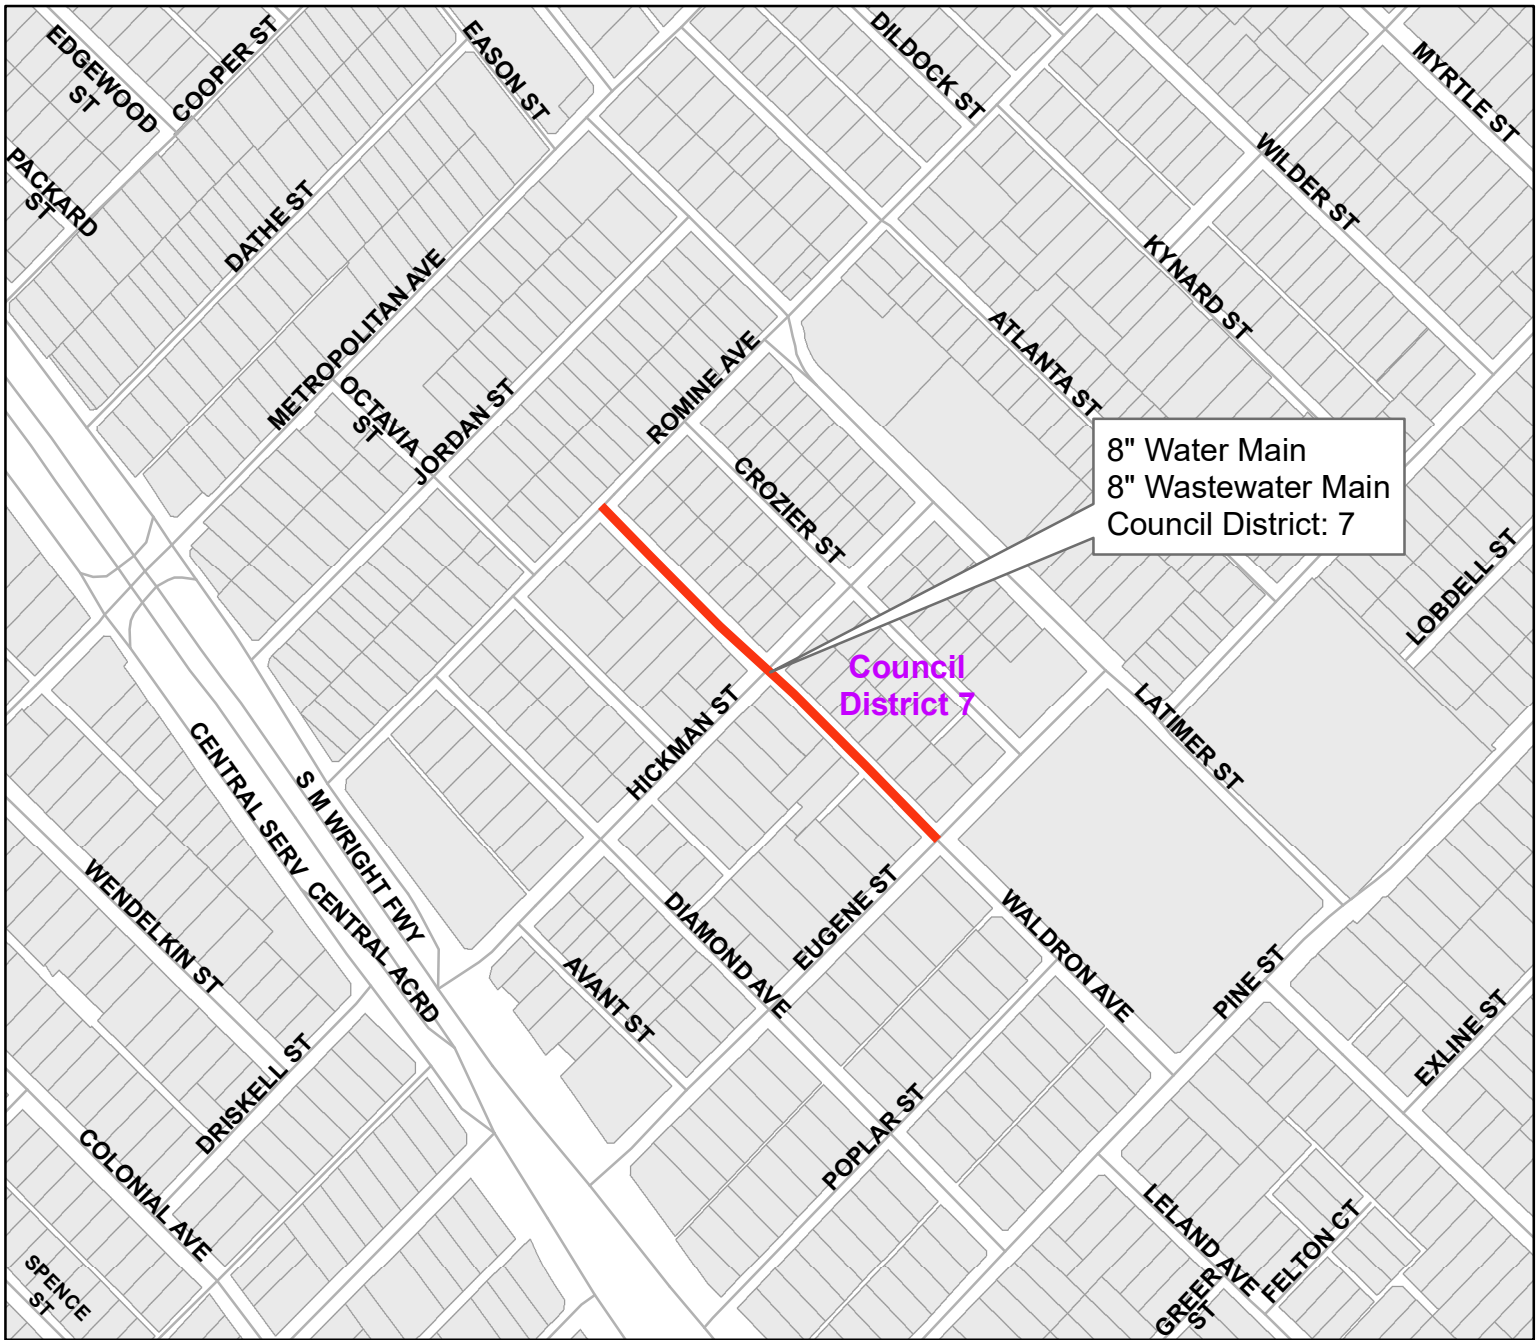 EDGEWOOD
ST
COOPER ST
EASON ST
DILDOCK ST
MYRTLE ST
PACKARD
ST
DATHE ST
WILDER ST
METROPOLITAN AVE
KYNARD ST
OCTAVIA
ST
JORDAN ST
ROMINE AVE
ATLANTA ST
CROZIER ST
8" Water Main
8" Wastewater Main
Council District: 7
LOBDELL ST
Council
District 7
HICKMAN ST
LATIMER ST
CENTRAL SERV
S M WRIGHT FWY
CENTRAL ACRD
WENDELKIN ST
DIAMOND AVE
EUGENE ST
WALDRON AVE
AVANT ST
PINE ST
EXLINE ST
DRISKELL ST
POPLAR ST
COLONIAL AVE
LELAND AVE
FELTON CT
GREER
ST
SPENCE
ST